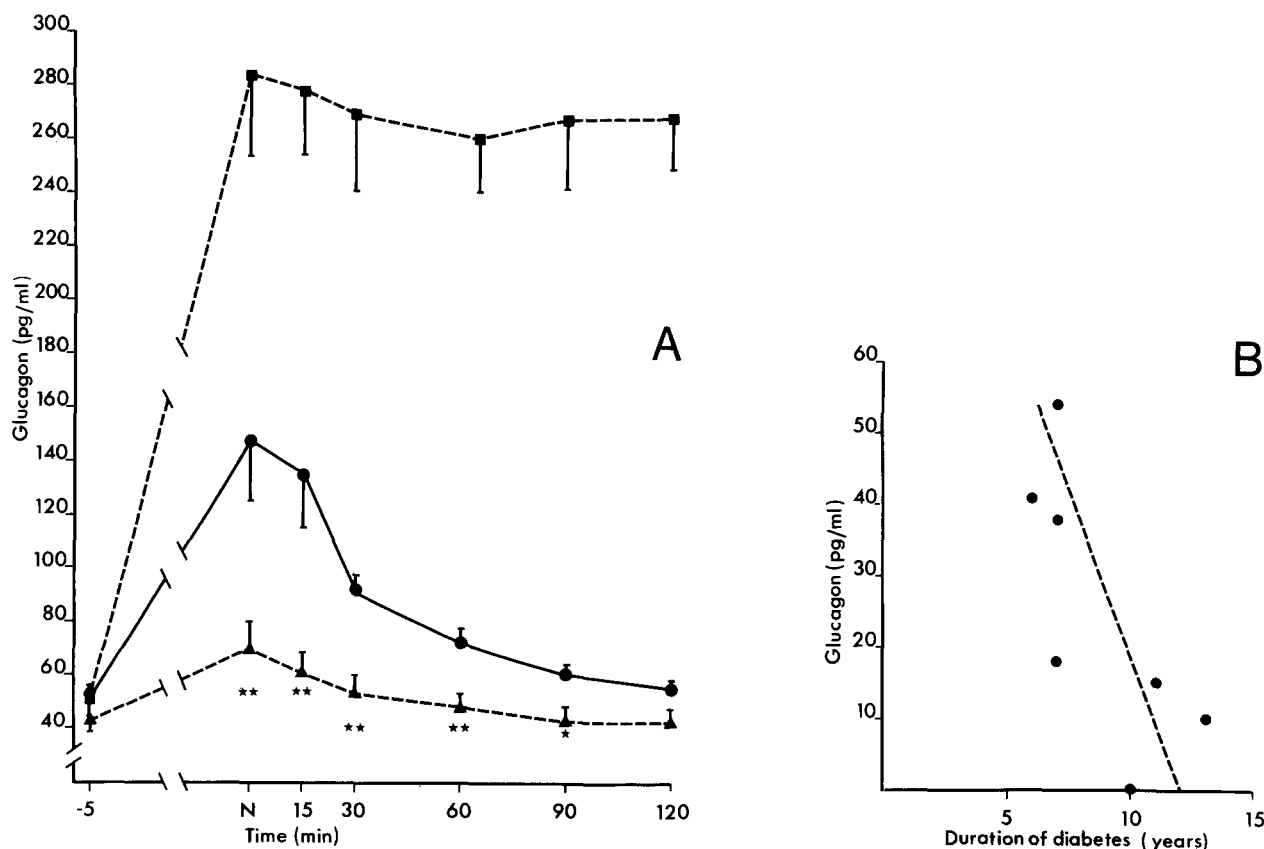 300
280
260
240
220
200
180
160
140
120
100
80
60
40
Glucagon (pg/ml)
A
★★ ★★
★★ ★★ ★
-5 N 15 30 60 90 120
Time (min)
B
60
50
40
30
20
10
Glucagon (pg/ml)
5 10 15
Duration of diabetes ( years)